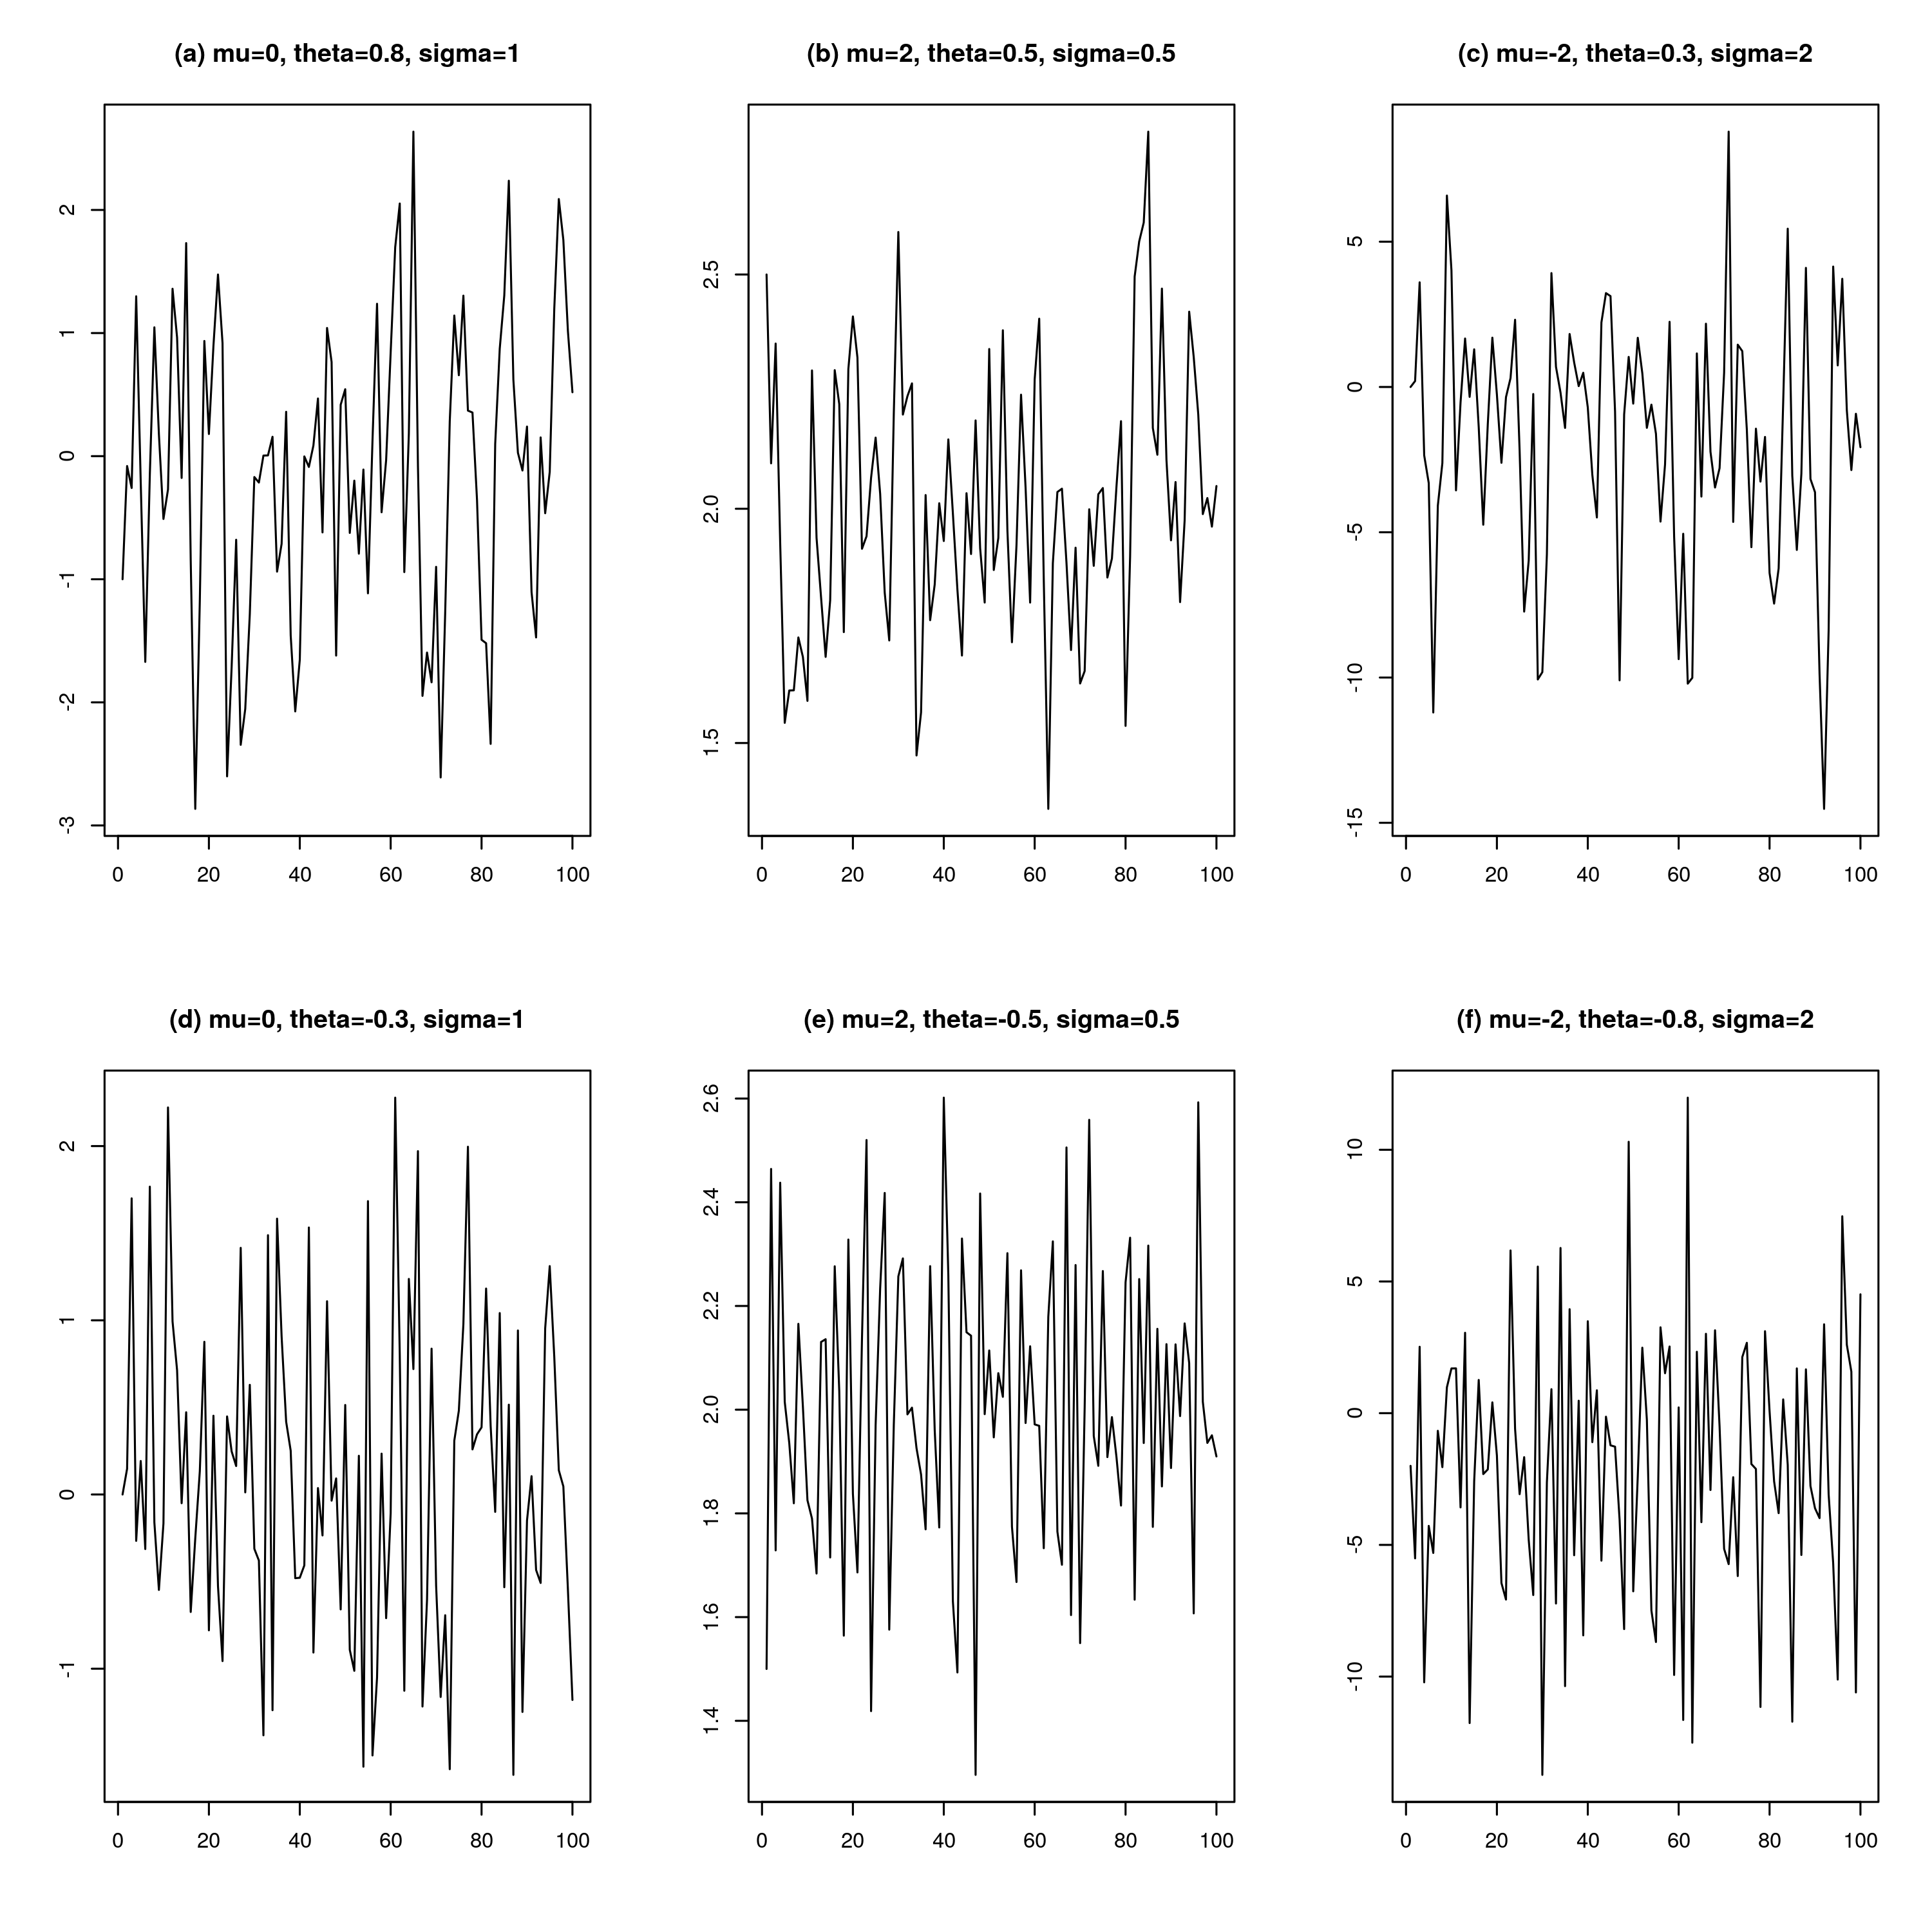 (a) mu=0, theta=0.8, sigma=1
2
1
0
-1
-2
-3
0 20 40 60 80 100
(b) mu=2, theta=0.5, sigma=0.5
2.5
2.0
1.5
0 20 40 60 80 100
(c) mu=-2, theta=0.3, sigma=2
5
0
-5
-10
-15
0 20 40 60 80 100
(d) mu=0, theta=-0.3, sigma=1
2
1
0
-1
0 20 40 60 80 100
(e) mu=2, theta=-0.5, sigma=0.5
2.6
2.4
2.2
2.0
1.8
1.6
1.4
0 20 40 60 80 100
(f) mu=-2, theta=-0.8, sigma=2
10
5
0
-5
-10
0 20 40 60 80 100